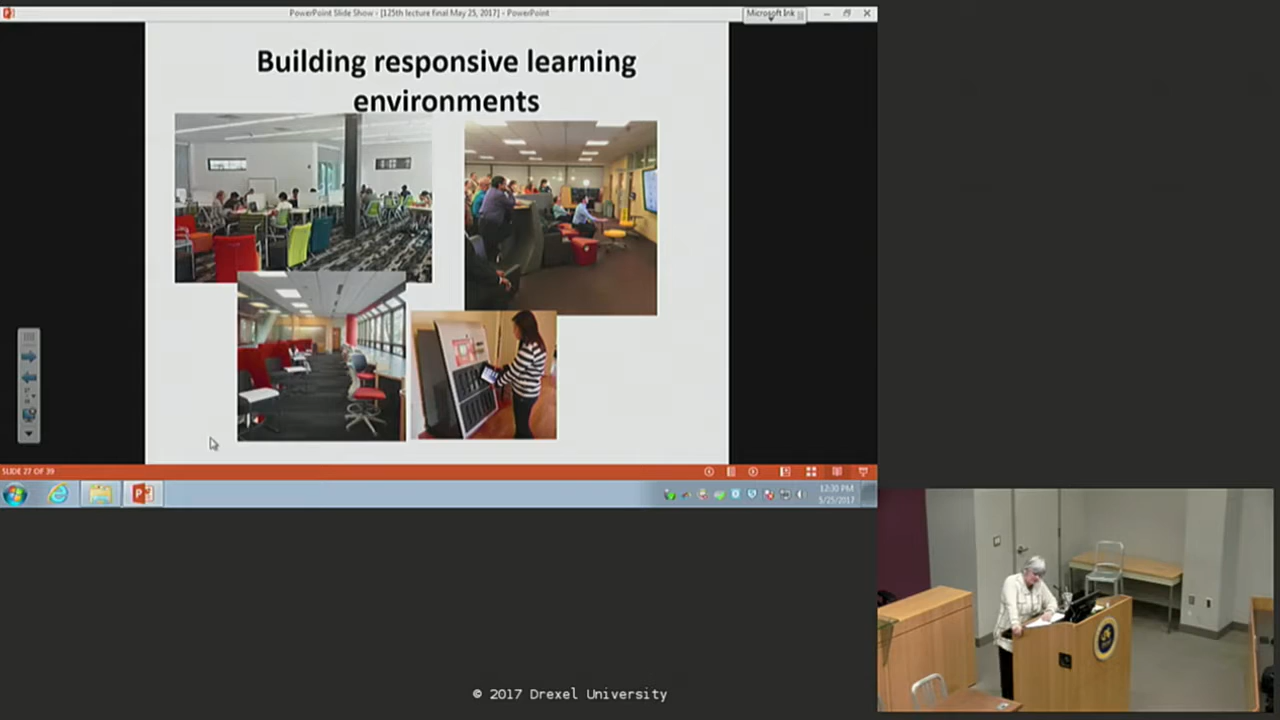 PowerPoint Slide Show - [125th lecture final May 25, 2017] - PowerPoint
Microsoft Ink
Building responsive learning
environments
SLIDE 27 OF 39
12:30 PM
5/25/2017
© 2017 Drexel University